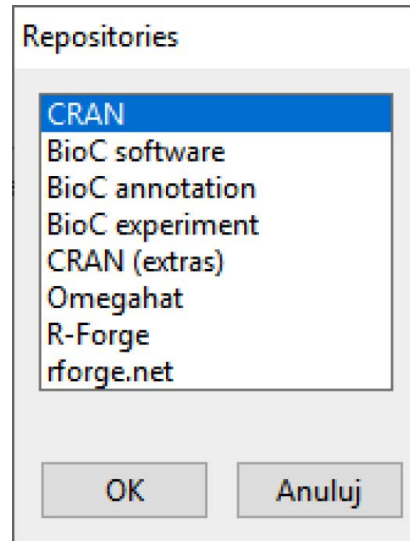 Repositories
CRAN
BioC software
BioC annotation
BioC experiment
CRAN (extras)
Omegahat
R-Forge
rforge.net
OK
Anuluj